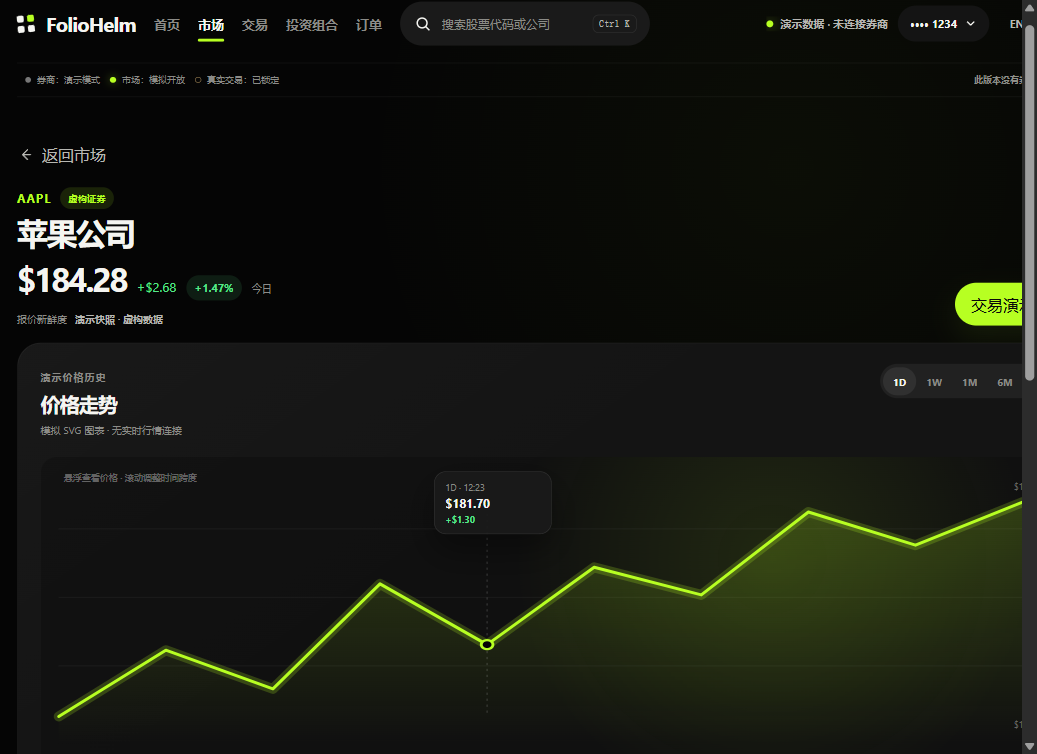 FolioHelm 首页 市场 交易 投资组合 订单 搜索股票代码或公司 Ctrl K 演示数据 · 未连接券商 •••• 1234 EN
券商: 演示模式 市场: 模拟开放 真实交易: 已锁定 此版本没有
返回市场
AAPL 虚构证券
苹果公司
$184.28 +$2.68 +1.47% 今日
报价新鲜度 演示快照 · 虚构数据
交易演
演示价格历史
价格走势
模拟 SVG 图表 · 无实时行情连接
1D 1W 1M 6M
悬浮查看价格 · 滚动调整时间跨度
1D · 12:23
$181.70
+$1.30
$1
$1